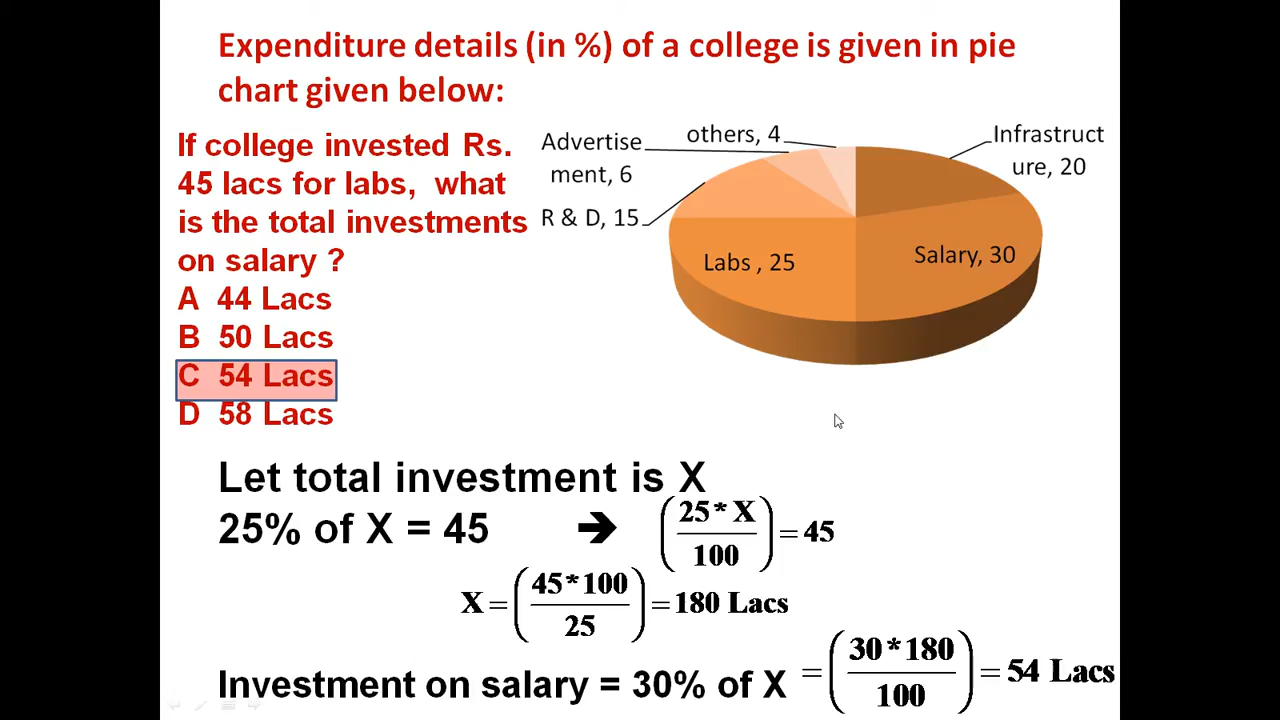 Expenditure details (in %) of a college is given in pie
chart given below:
If college invested Rs.
45 lacs for labs, what
is the total investments
on salary ?
A 44 Lacs
B 50 Lacs
C 54 Lacs
D 58 Lacs
Advertise
ment, 6
others, 4
Infrastruct
ure, 20
R & D, 15
Labs , 25
Salary, 30
Let total investment is X
25% of X = 45 ➔ (25*X/100) = 45
X = (45*100/25) = 180 Lacs
Investment on salary = 30% of X = (30*180/100) = 54 Lacs